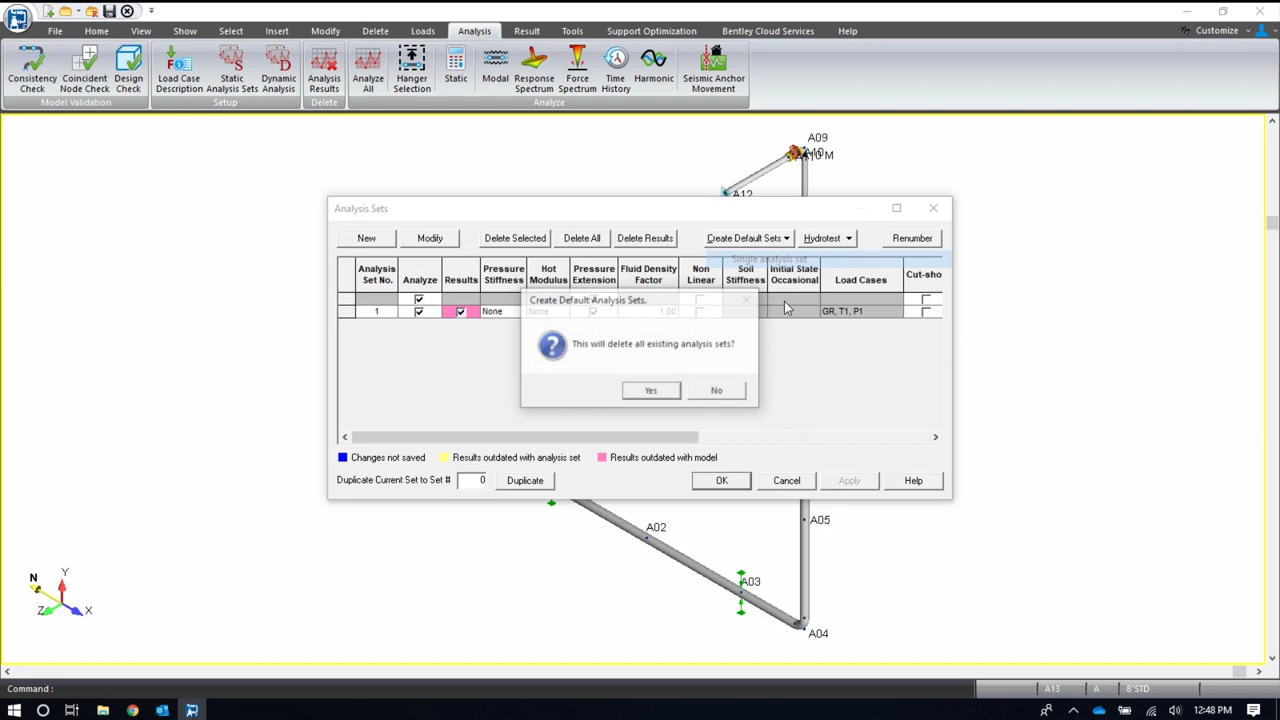 File Home View Show Select Insert Modify Delete Loads Analysis Result Tools Support Optimization Bentley Cloud Services Help Customize
Consistency Check
Coincident Node Check
Design Check
Load Case Description
Static Analysis Sets
Dynamic Analysis
Analysis Results
Analyze All
Hanger Selection
Static
Modal
Response Spectrum
Force Spectrum
Time History
Harmonic
Seismic Anchor Movement
Model Validation Setup Delete Analyze
A09
A10 M
A12
Analysis Sets
New Modify Delete Selected Delete All Delete Results Create Default Sets Hydrotest Renumber
Single analysis set
Analysis Set No. Analyze Results Pressure Stiffness Hot Modulus Pressure Extension Fluid Density Factor Non Linear Soil Stiffness Initial State Occasional Load Cases Cut-sho
1 None None 1.00 GR, T1, P1
Create Default Analysis Sets.
This will delete all existing analysis sets?
Yes No
Changes not saved Results outdated with analysis set Results outdated with model
Duplicate Current Set to Set # 0 Duplicate OK Cancel Apply Help
A05
A02
A03
A04
N Y Z X
Command :
A13 A 8"STD
12:48 PM